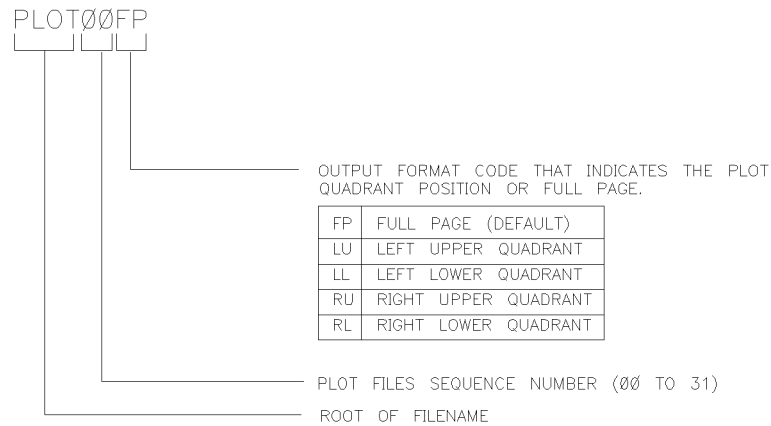 PLOTØØFP
OUTPUT FORMAT CODE THAT INDICATES THE PLOT
QUADRANT POSITION OR FULL PAGE.
FP FULL PAGE (DEFAULT)
LU LEFT UPPER QUADRANT
LL LEFT LOWER QUADRANT
RU RIGHT UPPER QUADRANT
RL RIGHT LOWER QUADRANT
PLOT FILES SEQUENCE NUMBER (ØØ TO 31)
ROOT OF FILENAME